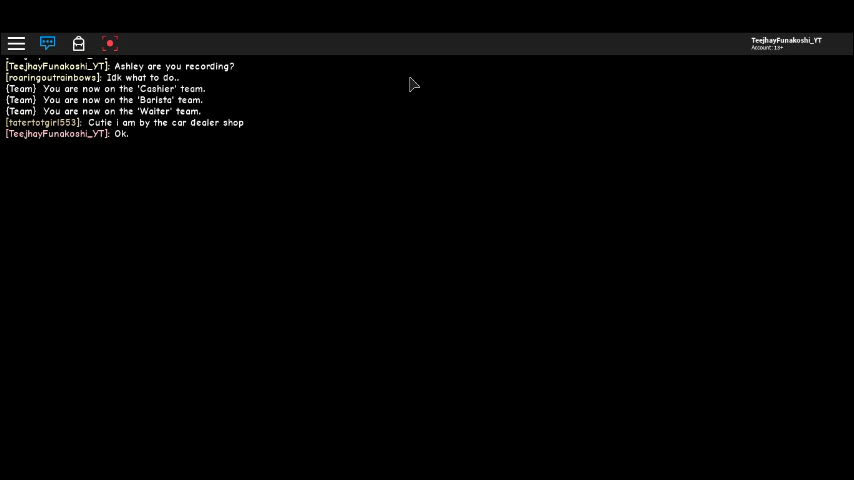 TeejhayFunakoshi_YT
Account: 13+
[TeejhayFunakoshi_YT]: Ashley are you recording?
[roaringoutrainbows]: Idk what to do..
{Team} You are now on the 'Cashier' team.
{Team} You are now on the 'Barista' team.
{Team} You are now on the 'Waiter' team.
[tatertotgirl553]: Cutie i am by the car dealer shop
[TeejhayFunakoshi_YT]: Ok.